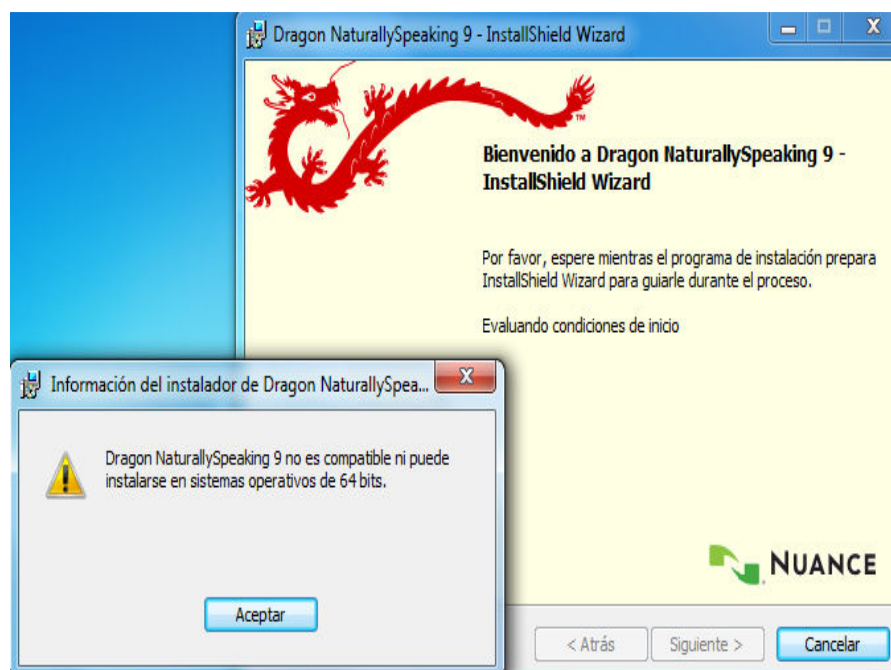 Dragon NaturallySpeaking 9 - InstallShield Wizard
TM
Bienvenido a Dragon NaturallySpeaking 9 -
InstallShield Wizard
Por favor, espere mientras el programa de instalación prepara
InstallShield Wizard para guiarle durante el proceso.
Evaluando condiciones de inicio
Información del instalador de Dragon NaturallySpea...
Dragon NaturallySpeaking 9 no es compatible ni puede
instalarse en sistemas operativos de 64 bits.
Aceptar
NUANCE
< Atrás
Siguiente >
Cancelar